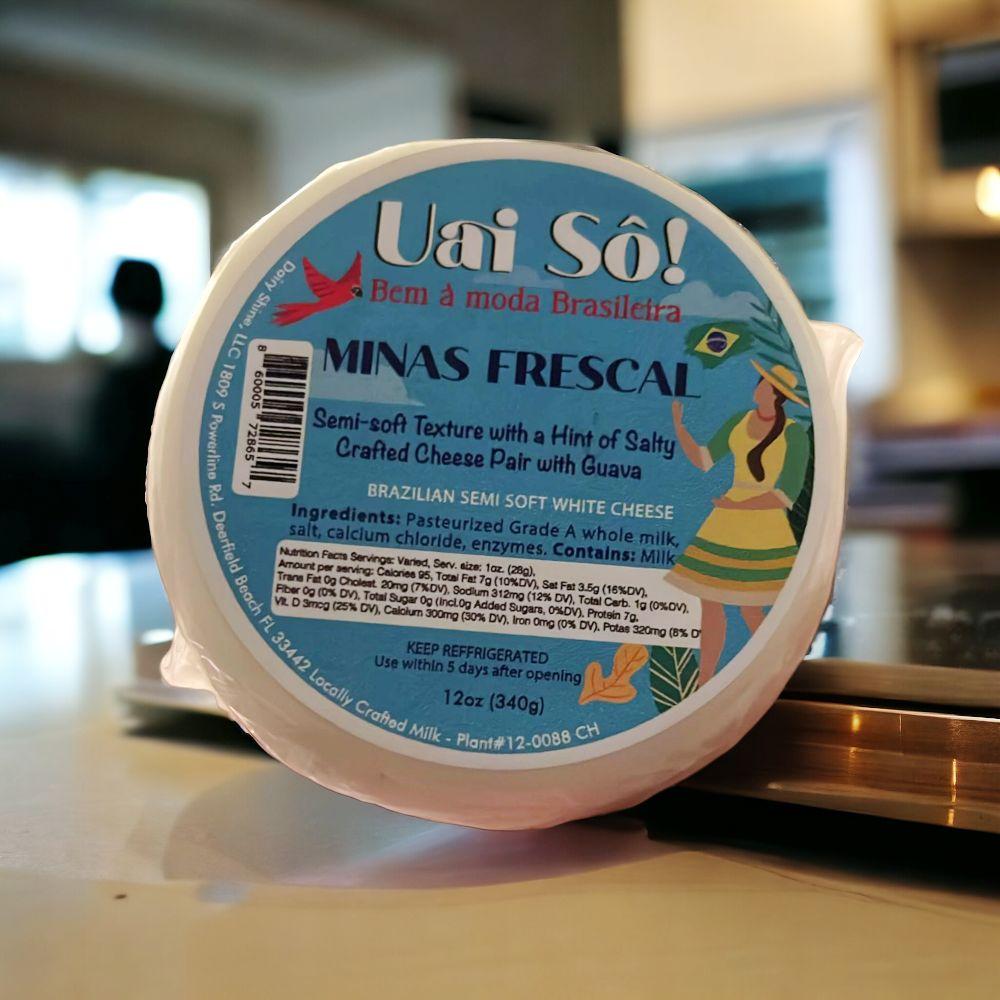 Uai Sô!
Bem à moda Brasileira
MINAS FRESCAL
Semi-soft Texture with a Hint of Salty
Crafted Cheese Pair with Guava
BRAZILIAN SEMI SOFT WHITE CHEESE
Ingredients: Pasteurized Grade A whole milk,
salt, calcium chloride, enzymes. Contains: Milk
Nutrition Facts Servings: Varied, Serv. size: 1oz. (28g),
Amount per serving: Calories 95, Total Fat 7g (10%DV), Sat Fat 3.5g (16%DV),
Trans Fat 0g Cholest. 20mg (7%DV), Sodium 312mg (12% DV), Total Carb. 1g (0%DV),
Fiber 0g (0% DV), Total Sugar 0g (Incl.0g Added Sugars, 0%DV), Protein 7g,
Vit. D 3mcg (25% DV), Calcium 300mg (30% DV), Iron 0mg (0% DV), Potas 320mg (8% D
KEEP REFFRIGERATED
Use within 5 days after opening
12oz (340g)
Dairy Shine, LLC 1809 S Powerline Rd. Deerfield Beach FL 33442 Locally Crafted Milk - Plant#12-0088 CH
8 60005 72865 7